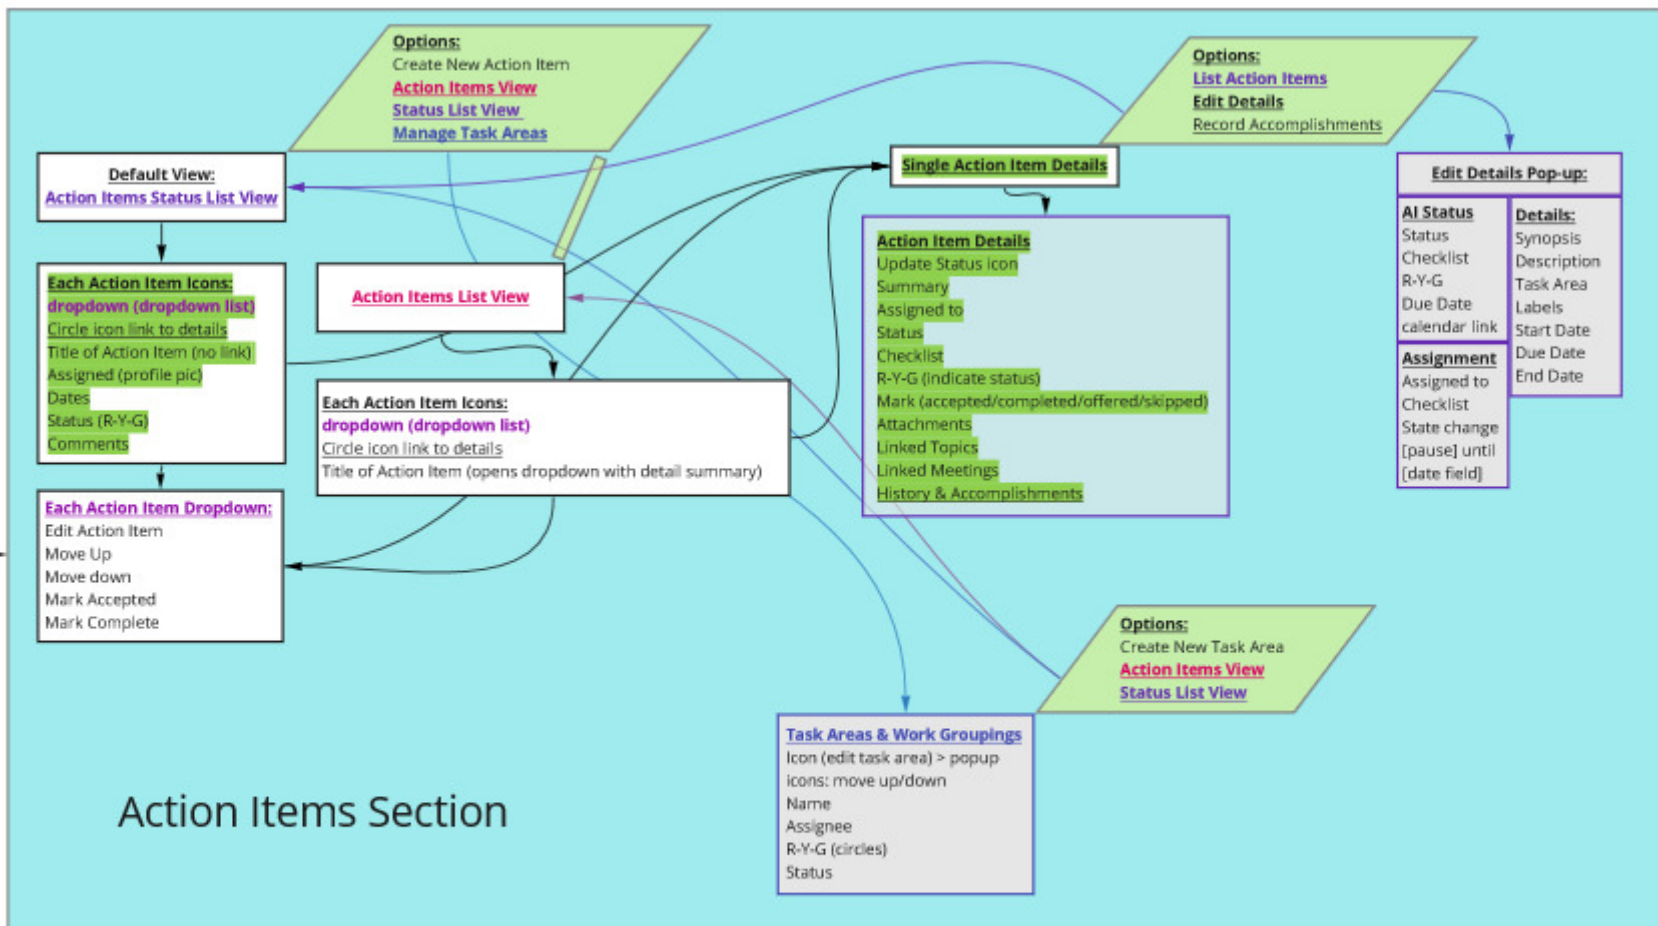 Options:
Create New Action Item
Action Items View
Status List View
Manage Task Areas
Options:
List Action Items
Edit Details
Record Accomplishments
Default View:
Action Items Status List View
Single Action Item Details
Edit Details Pop-up:
AI Status
Status
Checklist
R-Y-G
Due Date
calendar link
Assignment
Assigned to
Checklist
State change
[pause] until
[date field]
Details:
Synopsis
Description
Task Area
Labels
Start Date
Due Date
End Date
Each Action Item Icons:
dropdown (dropdown list)
Circle icon link to details
Title of Action Item (no link)
Assigned (profile pic)
Dates
Status (R-Y-G)
Comments
Action Items List View
Each Action Item Icons:
dropdown (dropdown list)
Circle icon link to details
Title of Action Item (opens dropdown with detail summary)
Action Item Details
Update Status icon
Summary
Assigned to
Status
Checklist
R-Y-G (indicate status)
Mark (accepted/completed/offered/skipped)
Attachments
Linked Topics
Linked Meetings
History & Accomplishments
Each Action Item Dropdown:
Edit Action Item
Move Up
Move down
Mark Accepted
Mark Complete
Options:
Create New Task Area
Action Items View
Status List View
Task Areas & Work Groupings
Icon (edit task area) > popup
icons: move up/down
Name
Assignee
R-Y-G (circles)
Status
Action Items Section